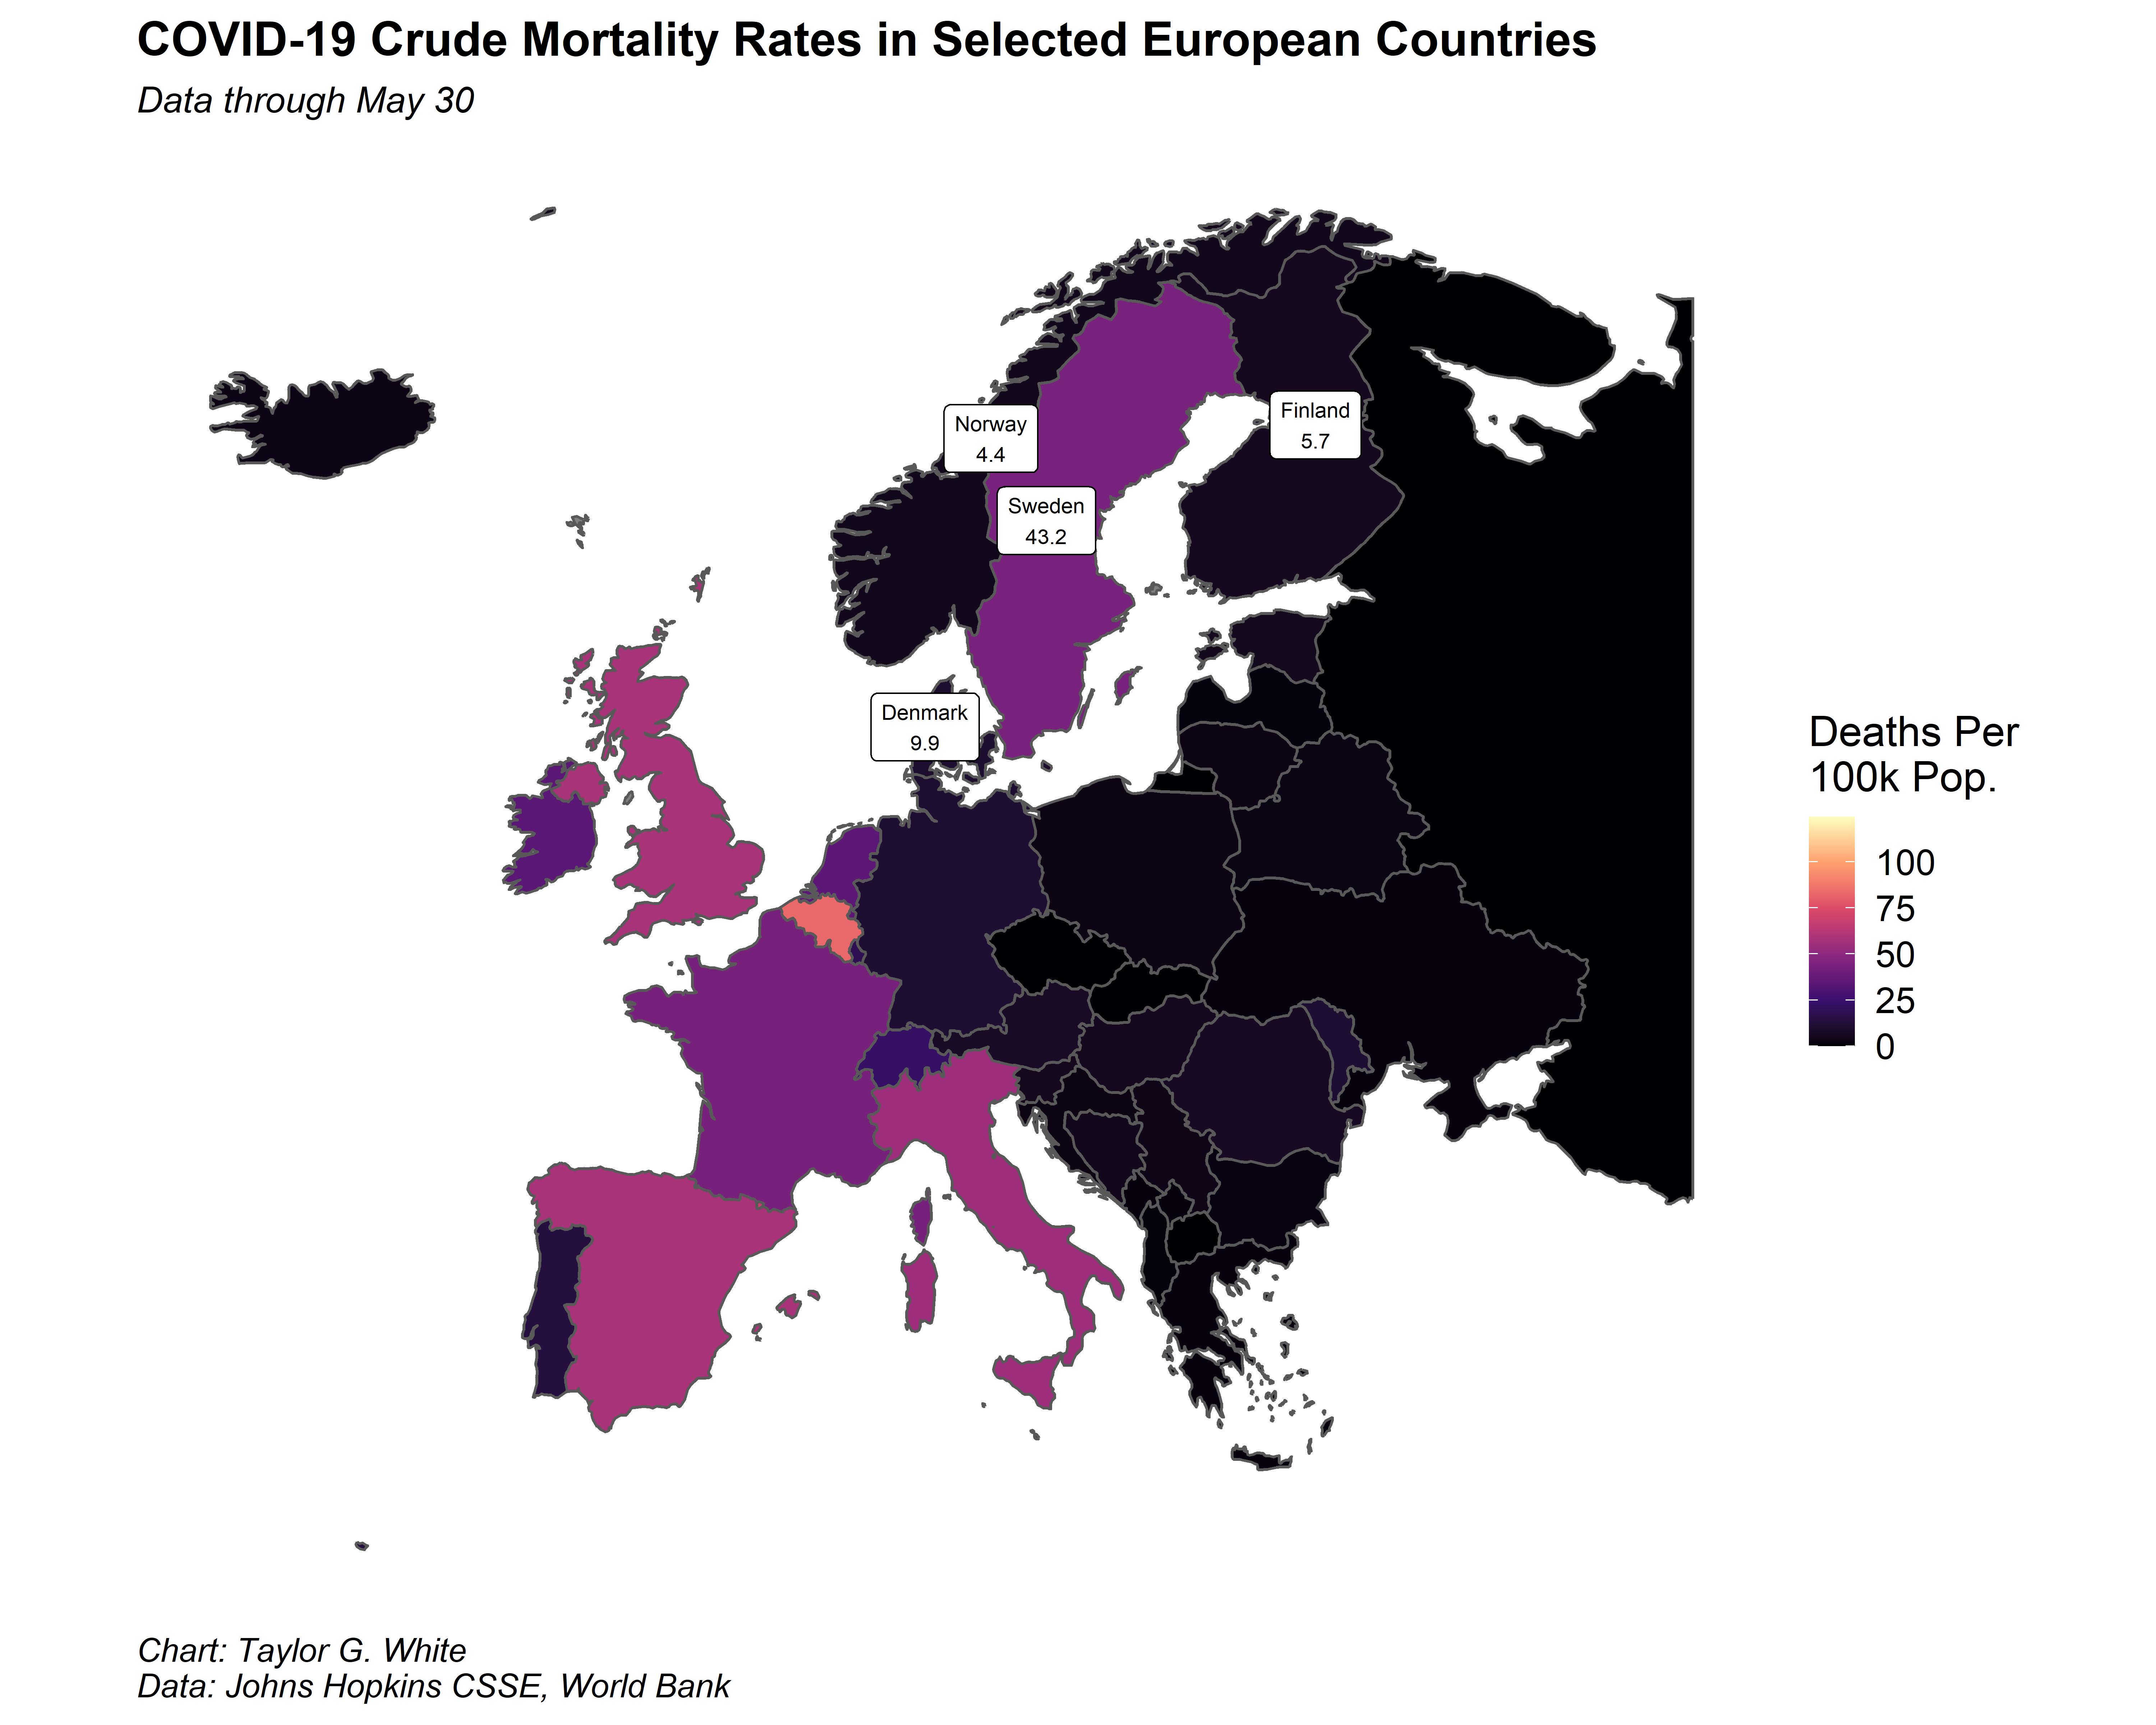 COVID-19 Crude Mortality Rates in Selected European Countries
Data through May 30
Norway
4.4
Finland
5.7
Sweden
43.2
Denmark
9.9
Deaths Per
100k Pop.
100
75
50
25
0
Chart: Taylor G. White
Data: Johns Hopkins CSSE, World Bank